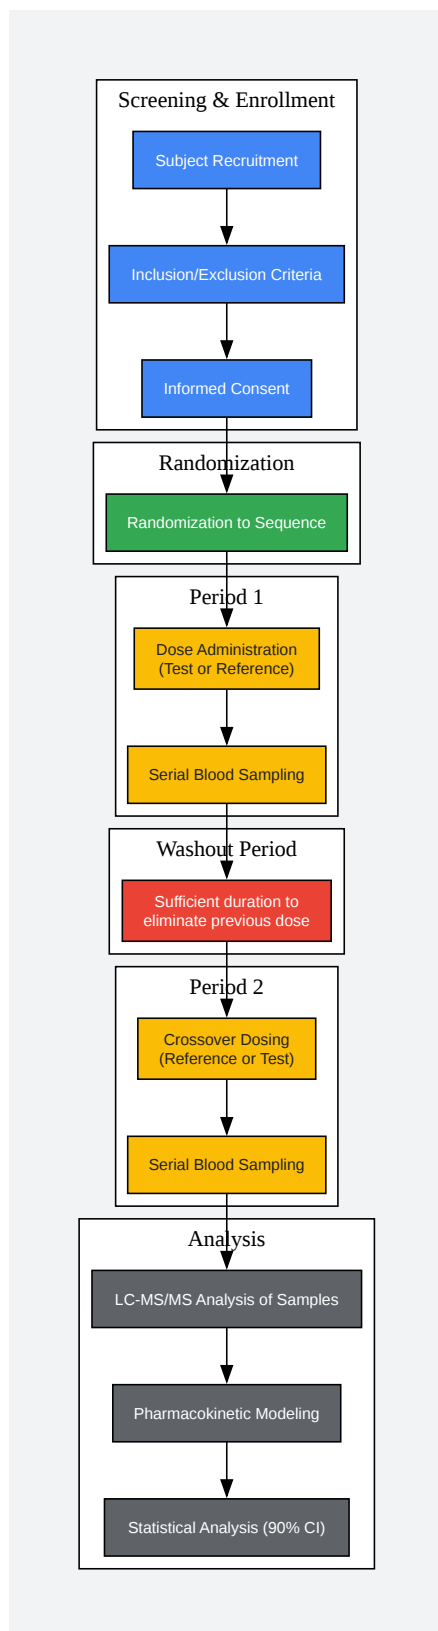 Screening & Enrollment
Subject Recruitment
Inclusion/Exclusion Criteria
Informed Consent
Randomization
Randomization to Sequence
Period 1
Dose Administration
(Test or Reference)
Serial Blood Sampling
Washout Period
Sufficient duration to
eliminate previous dose
Period 2
Crossover Dosing
(Reference or Test)
Serial Blood Sampling
Analysis
LC-MS/MS Analysis of Samples
Pharmacokinetic Modeling
Statistical Analysis (90% CI)